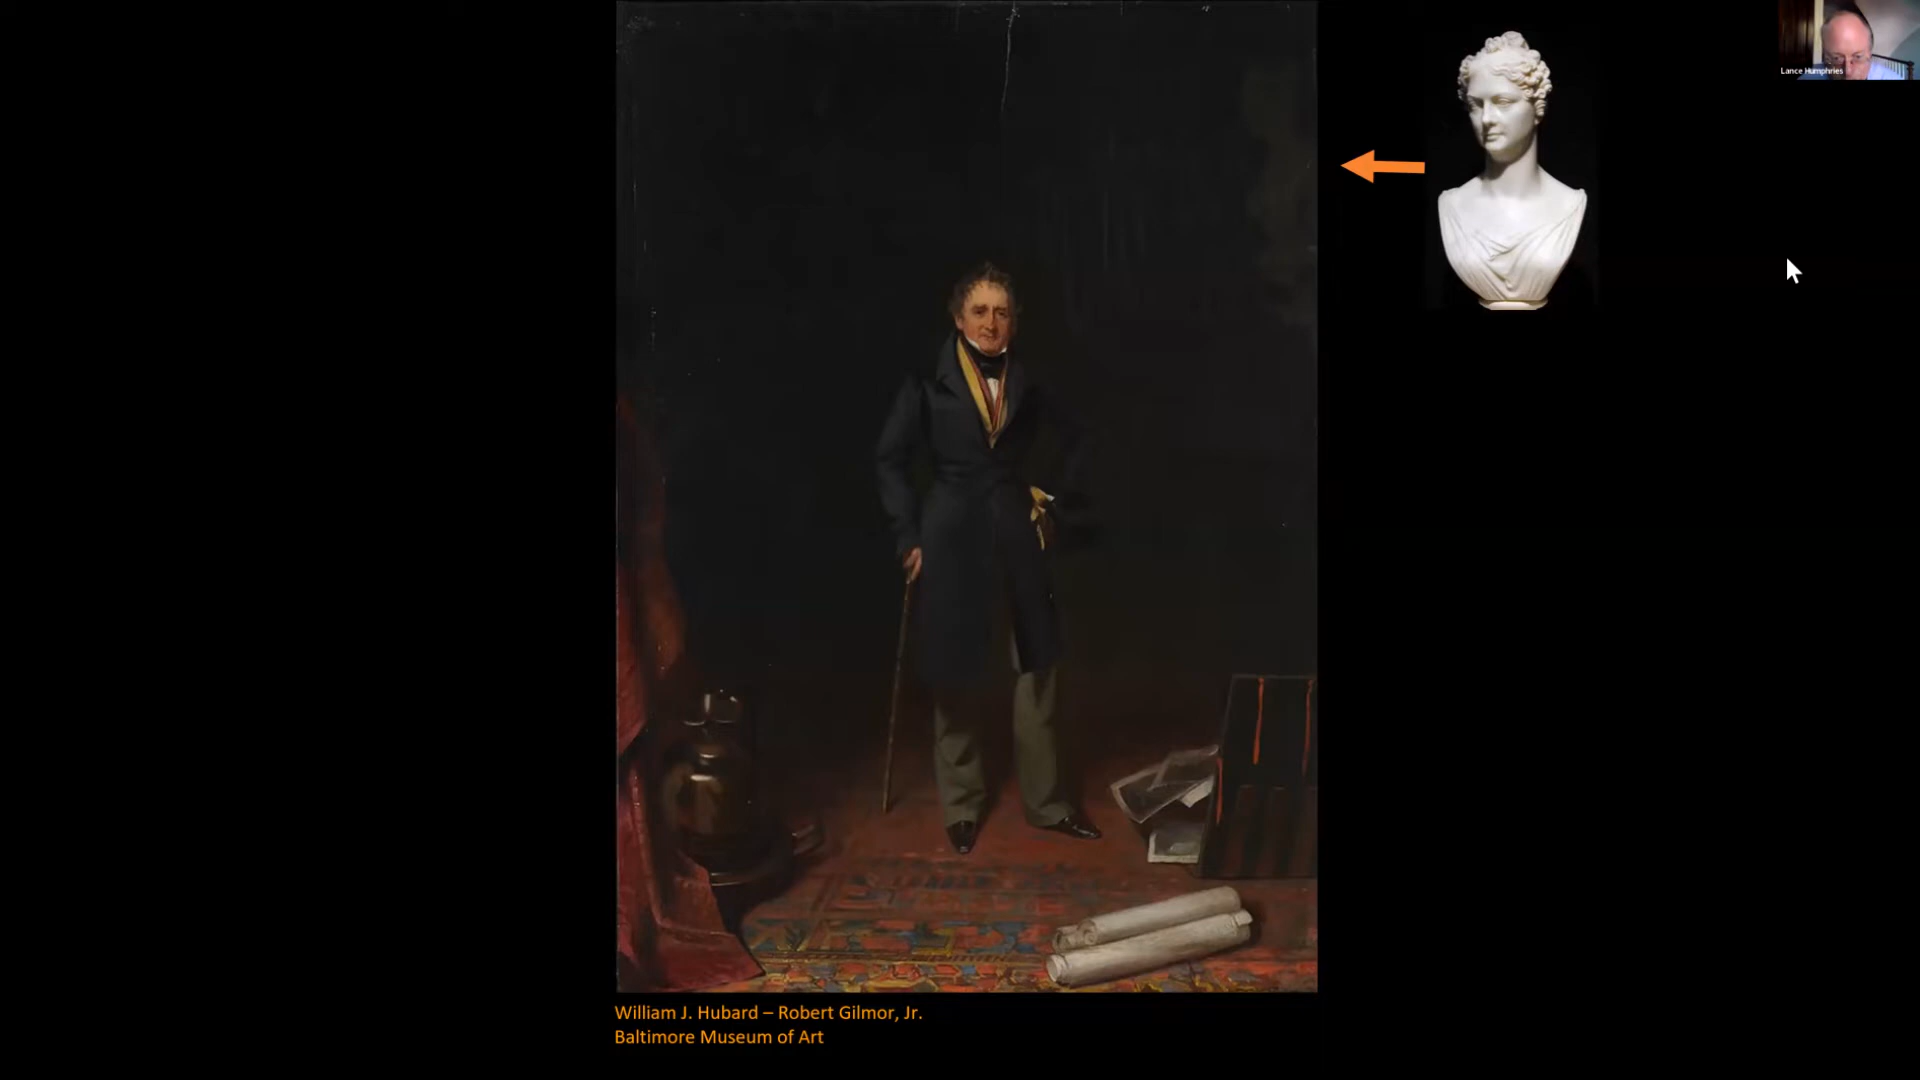 Lance Humphries
William J. Hubard – Robert Gilmor, Jr.
Baltimore Museum of Art